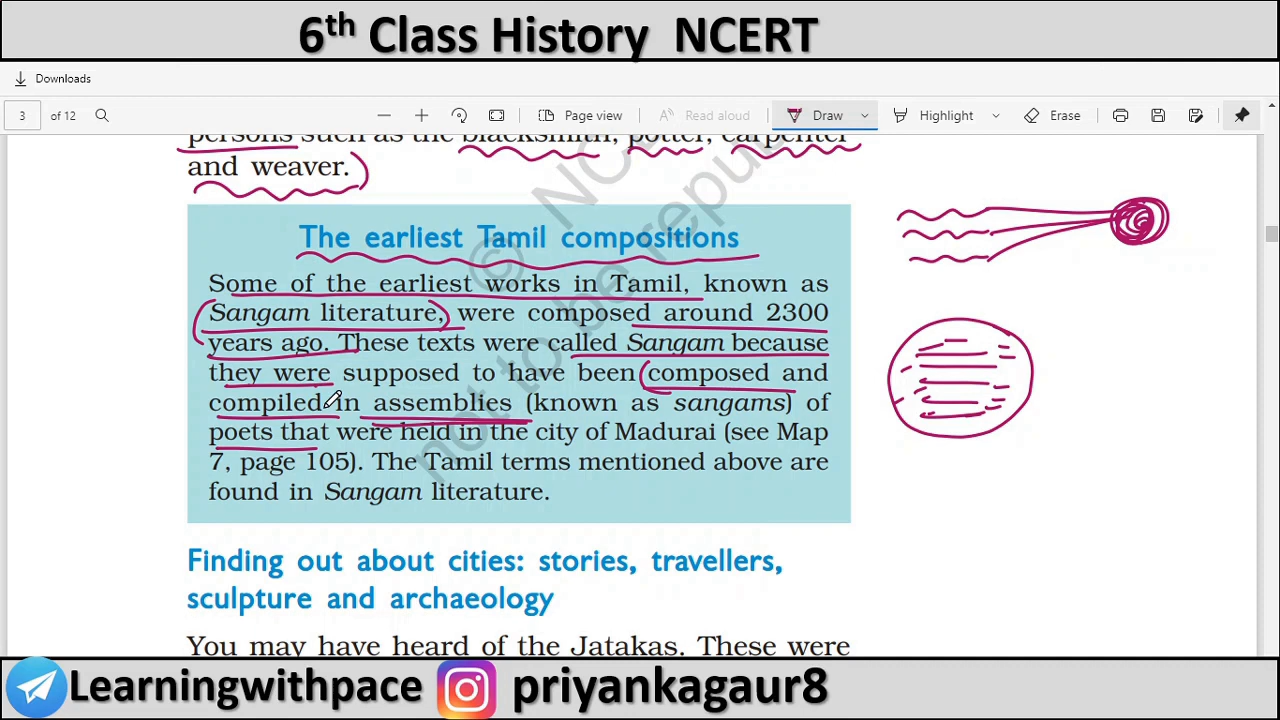 6th Class History NCERT
Downloads
3 of 12 Page view Read aloud Draw Highlight Erase
persons such as the blacksmith, potter, carpenter
and weaver.)
The earliest Tamil compositions
Some of the earliest works in Tamil, known as
Sangam literature, were composed around 2300
years ago. These texts were called Sangam because
they were supposed to have been composed and
compiled in assemblies (known as sangams) of
poets that were held in the city of Madurai (see Map
7, page 105). The Tamil terms mentioned above are
found in Sangam literature.
Finding out about cities: stories, travellers,
sculpture and archaeology
You may have heard of the Jatakas. These were
Learningwithpace priyankagaur8